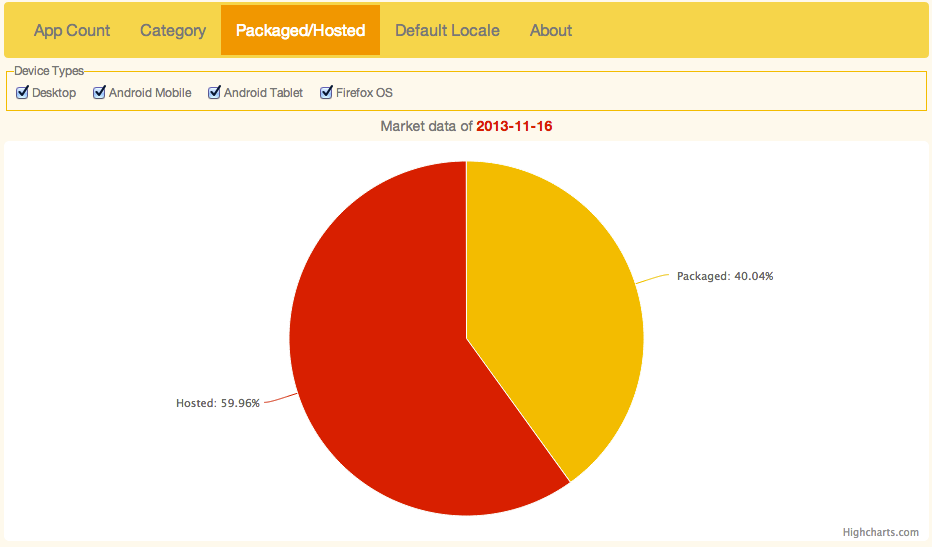 App Count Category Packaged/Hosted Default Locale About
Device Types
Desktop Android Mobile Android Tablet Firefox OS
Market data of 2013-11-16
Packaged: 40.04%
Hosted: 59.96%
Highcharts.com